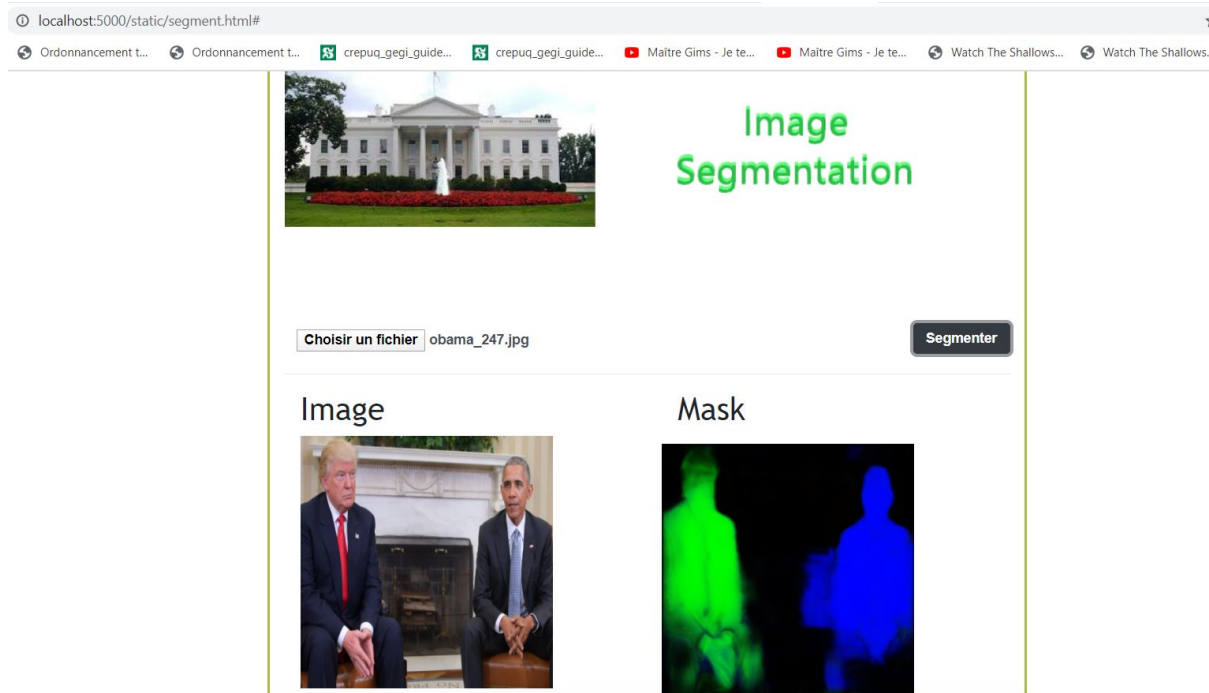 localhost:5000/static/segment.html#
Ordonnancement t... Ordonnancement t... crepuq_gegi_guide... crepuq_gegi_guide... Maître Gims - Je te... Maître Gims - Je te... Watch The Shallows... Watch The Shallows.
Image
Segmentation
Choisir un fichier obama_247.jpg Segmenter
Image Mask